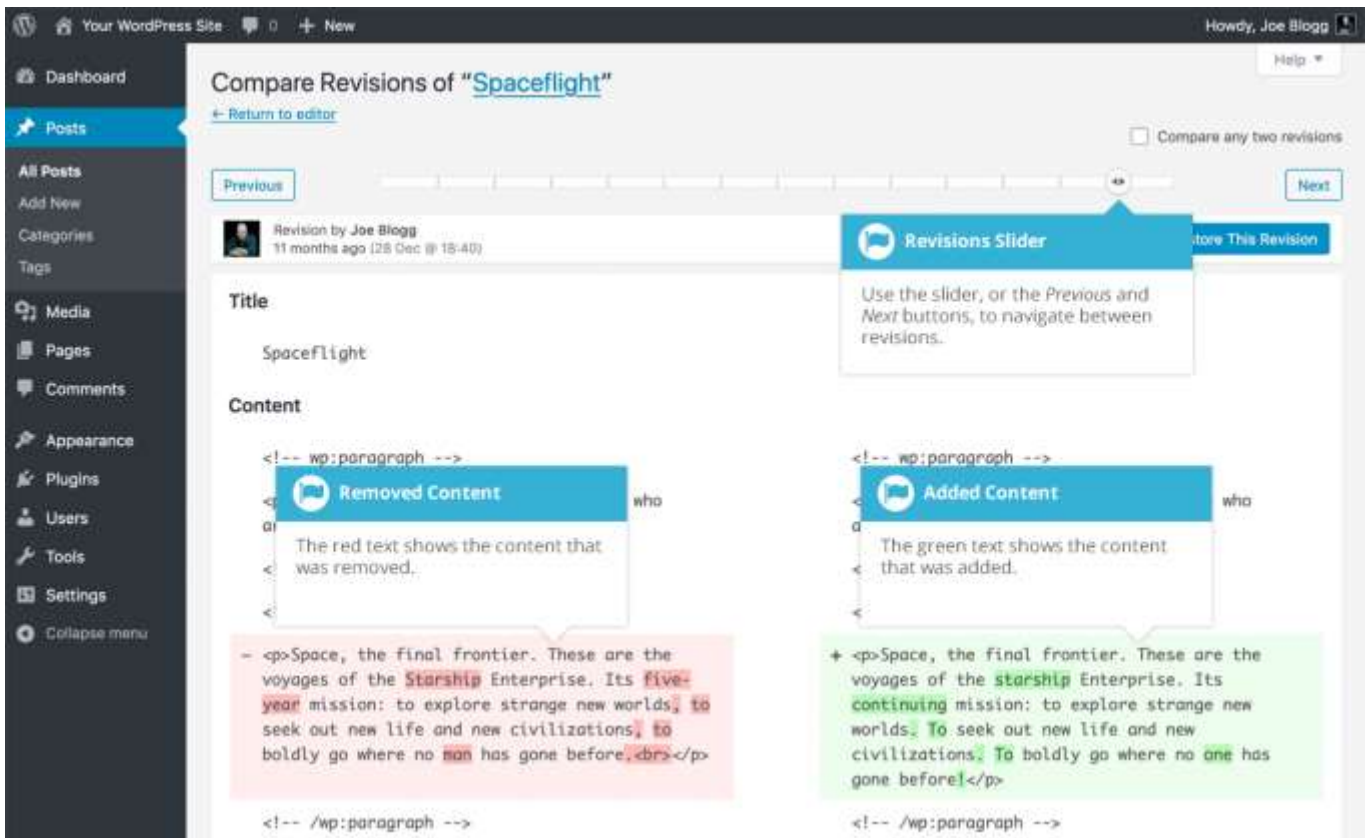 Your WordPress Site 0 + New Howdy, Joe Blogg
Help
Dashboard
Posts
All Posts
Add New
Categories
Tags
Media
Pages
Comments
Appearance
Plugins
Users
Tools
Settings
Collapse menu
Compare Revisions of “Spaceflight”
← Return to editor
Compare any two revisions
Previous
Next
Revision by Joe Blogg
11 months ago (28 Dec @ 18:40)
store This Revision
Revisions Slider
Use the slider, or the Previous and
Next buttons, to navigate between
revisions.
Title
Spaceflight
Content
<!-- wp:paragraph -->
who
Removed Content
The red text shows the content that
was removed.
- <p>Space, the final frontier. These are the
voyages of the Starship Enterprise. Its five-
year mission: to explore strange new worlds, to
seek out new life and new civilizations, to
boldly go where no man has gone before.<br></p>
<!-- /wp:paragraph -->
<!-- wp:paragraph -->
who
Added Content
The green text shows the content
that was added.
+ <p>Space, the final frontier. These are the
voyages of the starship Enterprise. Its
continuing mission: to explore strange new
worlds. To seek out new life and new
civilizations. To boldly go where no one has
gone before!</p>
<!-- /wp:paragraph -->